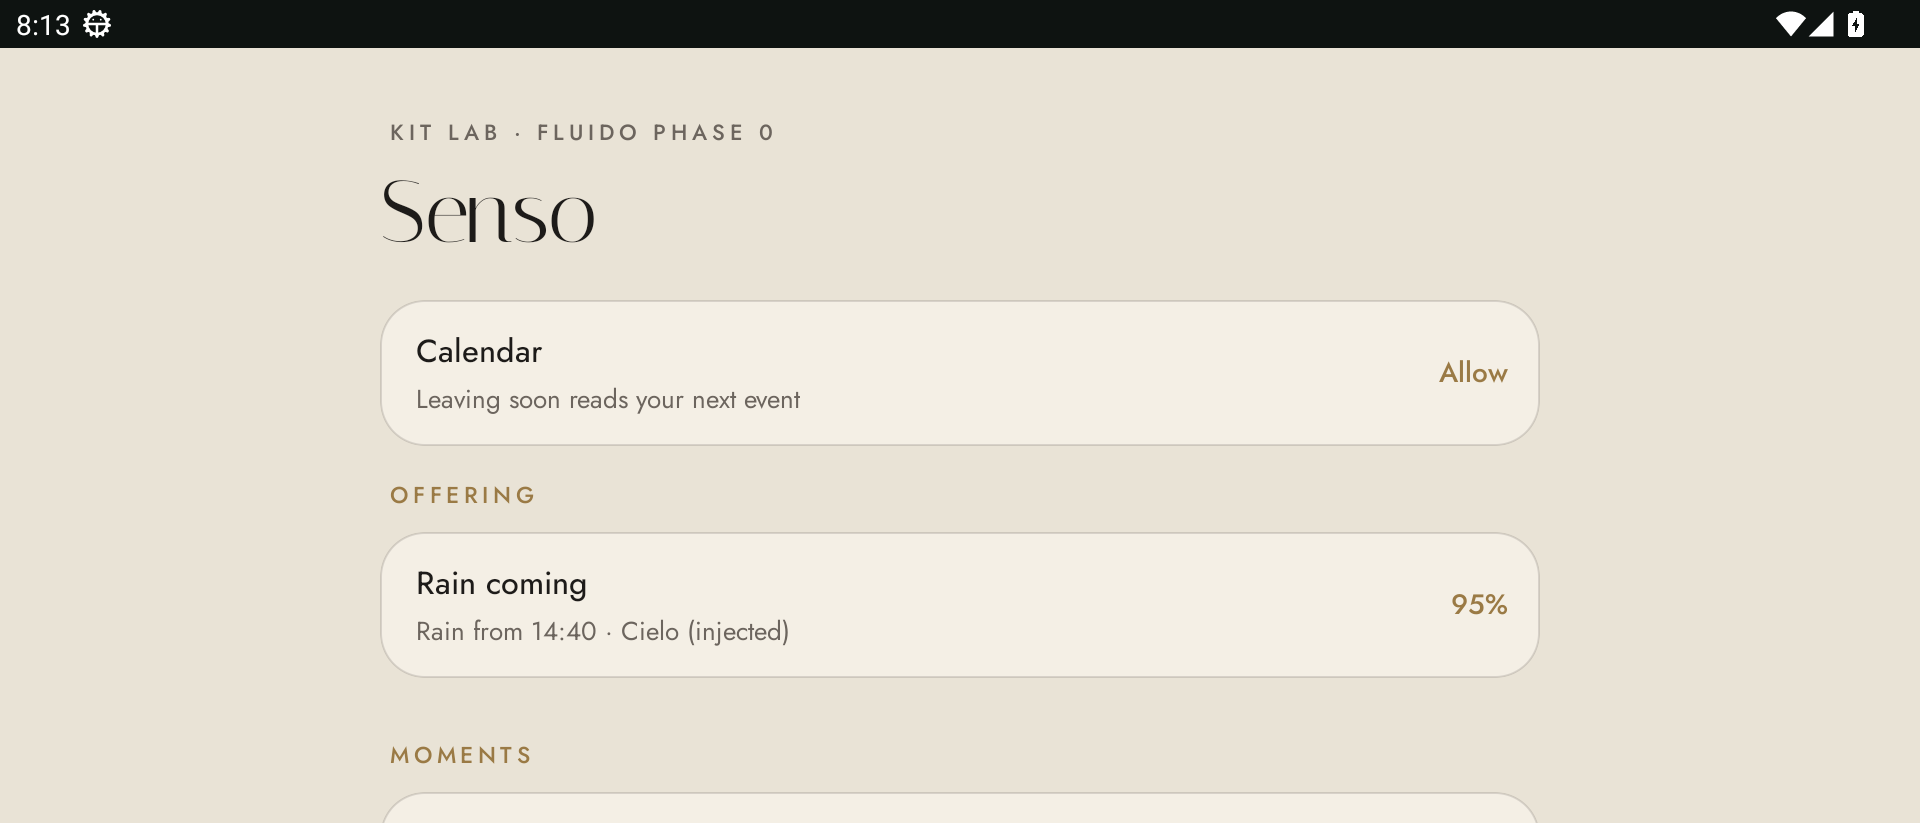 8:13
KIT LAB · FLUIDO PHASE 0
Senso
Calendar
Leaving soon reads your next event
Allow
OFFERING
Rain coming
Rain from 14:40 · Cielo (injected)
95%
MOMENTS